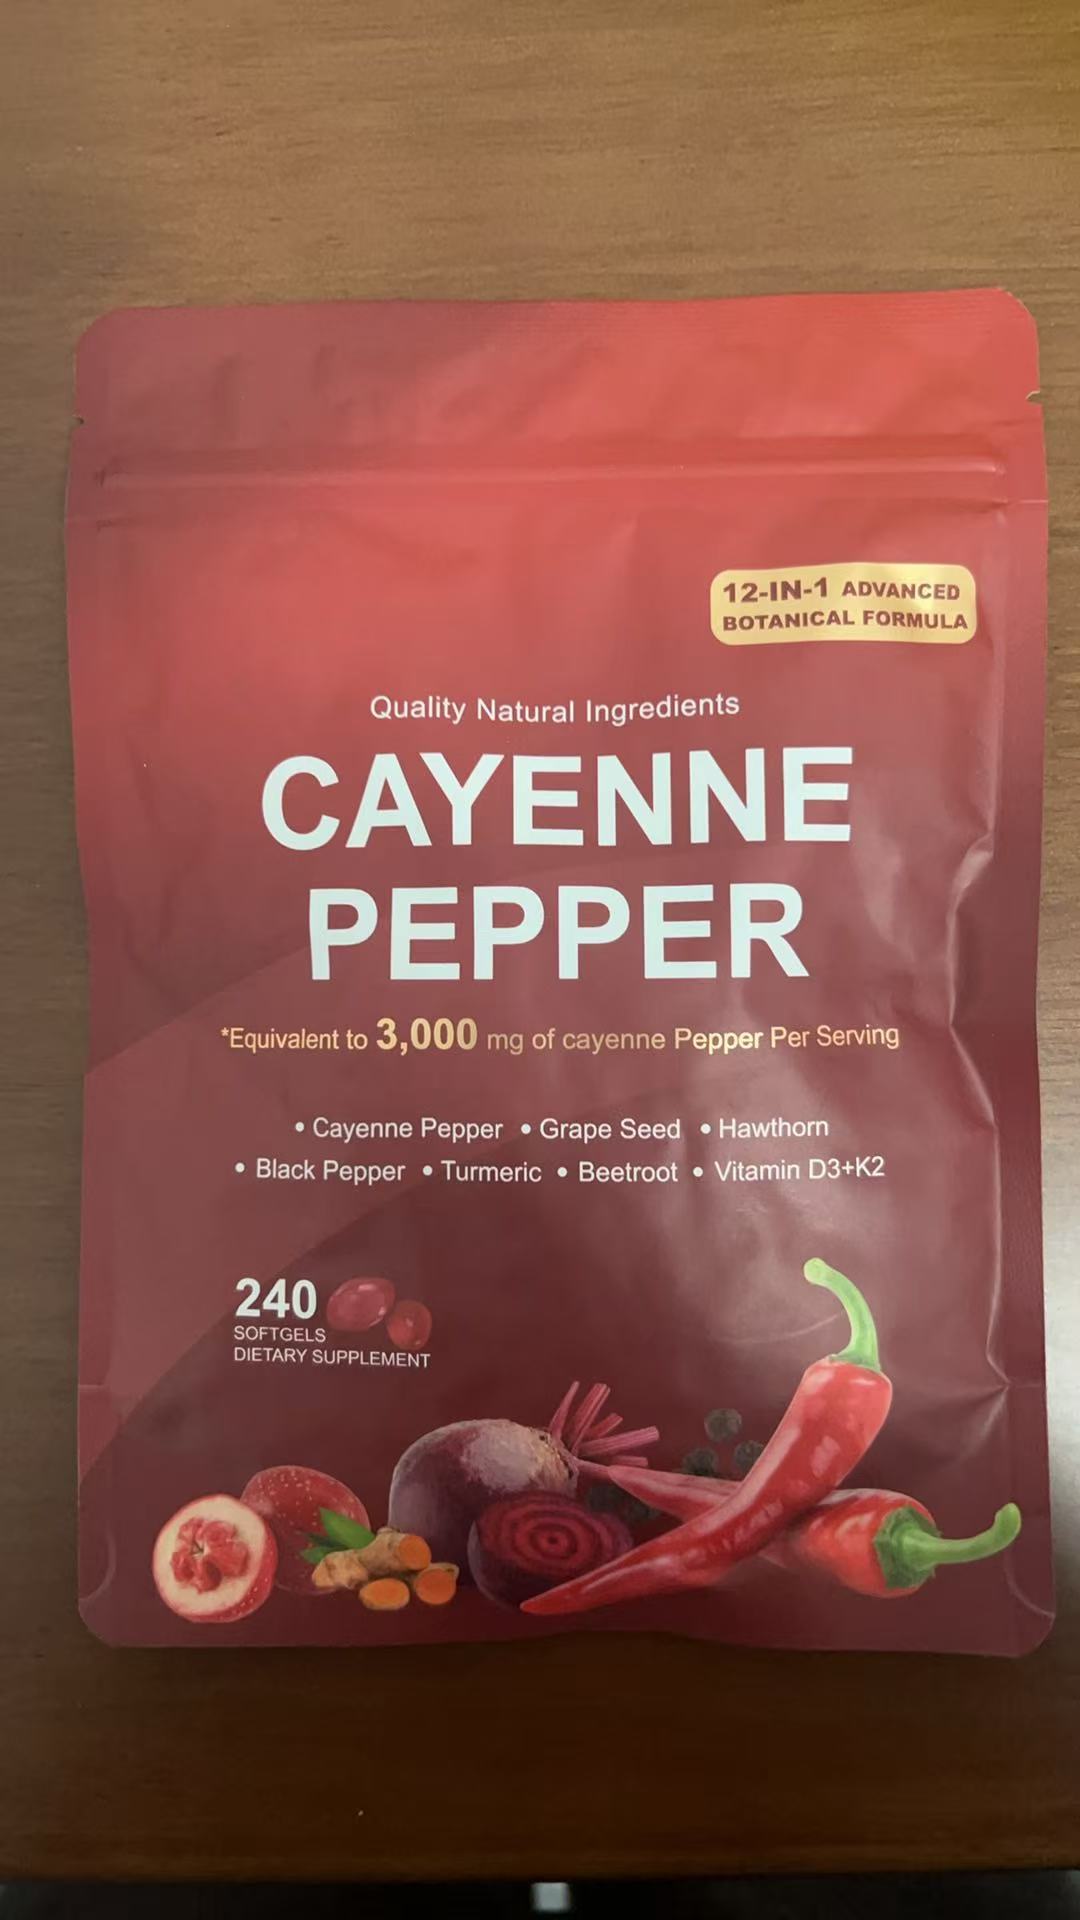 12-IN-1 ADVANCED
BOTANICAL FORMULA
Quality Natural Ingredients
CAYENNE
PEPPER
*Equivalent to 3,000 mg of cayenne Pepper Per Serving
• Cayenne Pepper • Grape Seed • Hawthorn
• Black Pepper • Turmeric • Beetroot • Vitamin D3+K2
240
SOFTGELS
DIETARY SUPPLEMENT